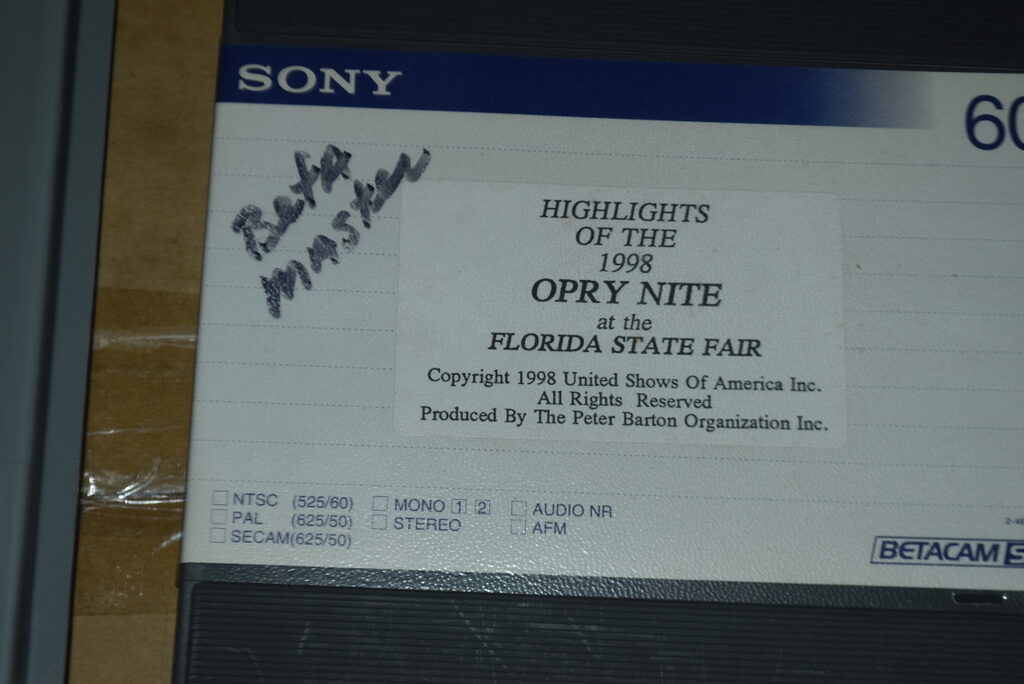 SONY
60
Beta
Master
HIGHLIGHTS
OF THE
1998
OPRY NITE
at the
FLORIDA STATE FAIR
Copyright 1998 United Shows Of America Inc.
All Rights Reserved
Produced By The Peter Barton Organization Inc.
NTSC (525/60) MONO 1 2 AUDIO NR
PAL (625/50) STEREO AFM
SECAM(625/50)
BETACAM S